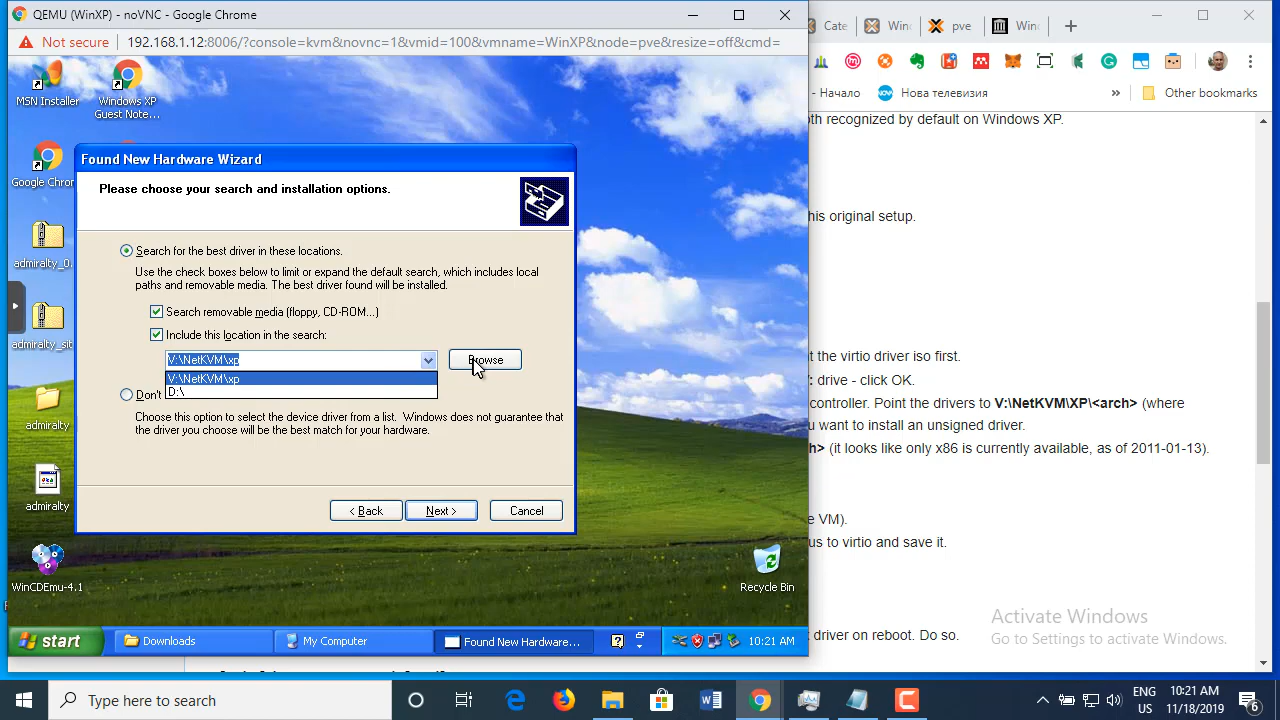 QEMU (WinXP) - noVNC - Google Chrome
Cate
Winc
pve
Winc
Not secure
192.168.1.12:8006/?console=kvm&novnc=1&vmid=100&vmname=WinXP&node=pve&resize=off&cmd=
- Начало
Нова телевизия
»
Other bookmarks
MSN Installer
Windows XP
Guest Note...
Google Chrom
admiralty_0.
admiralty_sit
admiralty
admiralty
WinCDEmu-4.1
Recycle Bin
Found New Hardware Wizard
Please choose your search and installation options.
Search for the best driver in these locations.
Use the check boxes below to limit or expand the default search, which includes local
paths and removable media. The best driver found will be installed.
Search removable media (floppy, CD-ROM...)
Include this location in the search:
V:\NetKVM\xp
Browse
V:\NetKVM\xp
D:\
Don't
Choose this option to select the device driver from a list. Windows does not guarantee that
the driver you choose will be the best match for your hardware.
< Back
Next >
Cancel
oth recognized by default on Windows XP.
his original setup.
t the virtio driver iso first.
: drive - click OK.
controller. Point the drivers to V:\NetKVM\XP\<arch> (where
u want to install an unsigned driver.
h> (it looks like only x86 is currently available, as of 2011-01-13).
e VM).
us to virtio and save it.
driver on reboot. Do so.
Activate Windows
Go to Settings to activate Windows.
start
Downloads
My Computer
Found New Hardware...
10:21 AM
Type here to search
ENG
US
10:21 AM
11/18/2019
6